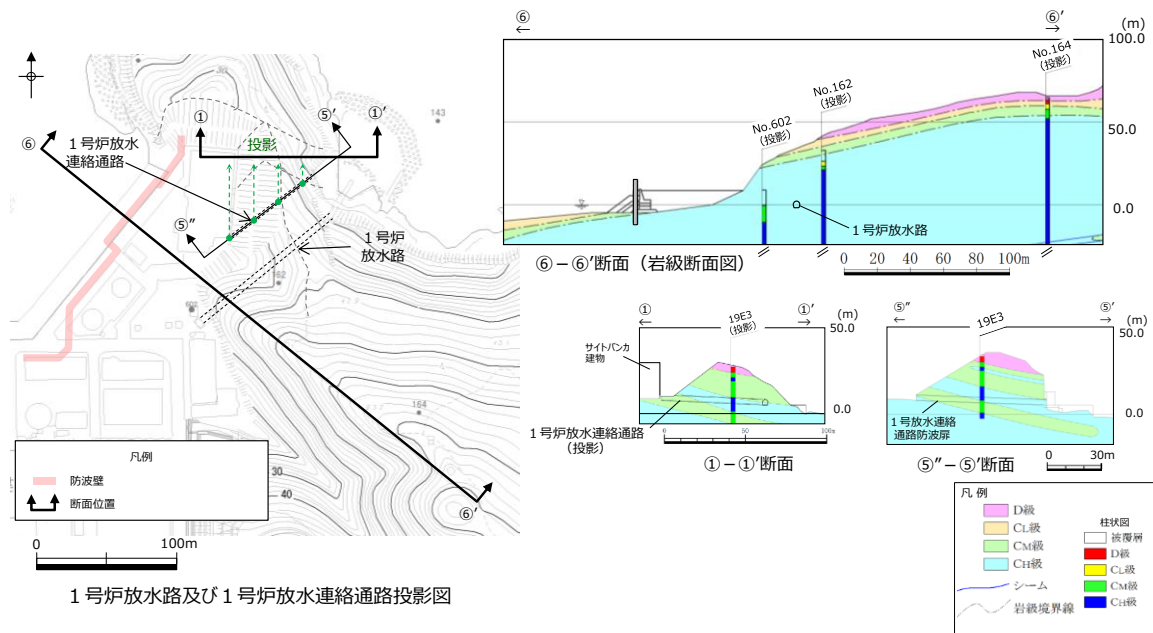 ⑥
①
⑤’
①’
143
30
投影
1号炉放水
連絡通路
⑤”
1号炉
放水路
162
602
164
30
40
⑥’
凡例
防波壁
断面位置
0
100m
1号炉放水路及び1号炉放水連絡通路投影図
⑥
⑥’
(m)
100.0
50.0
0.0
No.602
(投影)
No.162
(投影)
No.164
(投影)
1号炉放水路
⑥－⑥’断面（岩級断面図）
0 20 40 60 80 100m
①
19E3
(投影)
①’
(m)
50.0
0.0
サイトバンカ
建物
1号炉放水連絡通路
(投影)
0 50 100m
①－①’断面
⑤”
19E3
⑤’
(m)
50.0
0.0
1号放水連絡
通路防波扉
⑤”－⑤’断面
0 30m
凡 例
D級
CL級
CM級
CH級
シーム
岩級境界線
柱状図
被覆層
D級
CL級
CM級
CH級